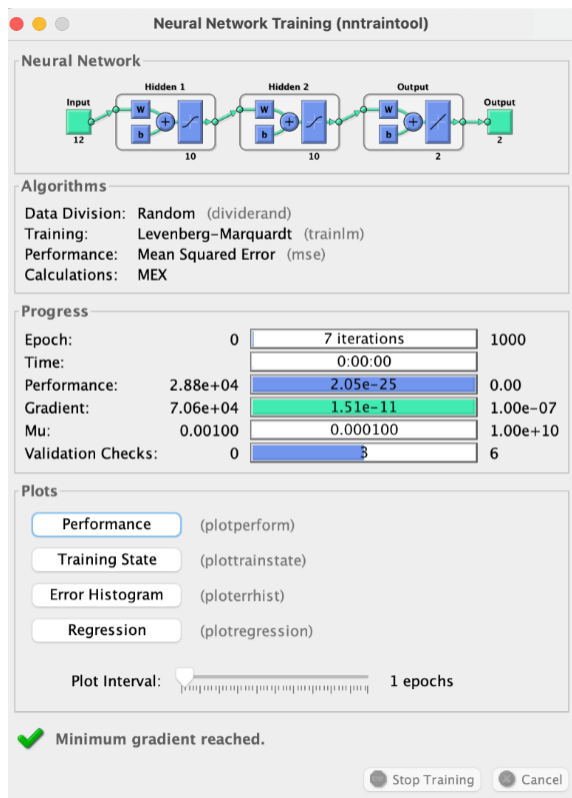 Neural Network Training (nntraintool)
Neural Network
Hidden 1 Hidden 2 Output
Input Output
W W W
b b b
12 10 10 2 2
Algorithms
Data Division: Random (dividerand)
Training: Levenberg-Marquardt (trainlm)
Performance: Mean Squared Error (mse)
Calculations: MEX
Progress
Epoch: 0 7 iterations 1000
Time: 0:00:00
Performance: 2.88e+04 2.05e-25 0.00
Gradient: 7.06e+04 1.51e-11 1.00e-07
Mu: 0.00100 0.000100 1.00e+10
Validation Checks: 0 3 6
Plots
Performance (plotperform)
Training State (plottrainstate)
Error Histogram (ploterrhist)
Regression (plotregression)
Plot Interval: 1 epochs
Minimum gradient reached.
Stop Training Cancel